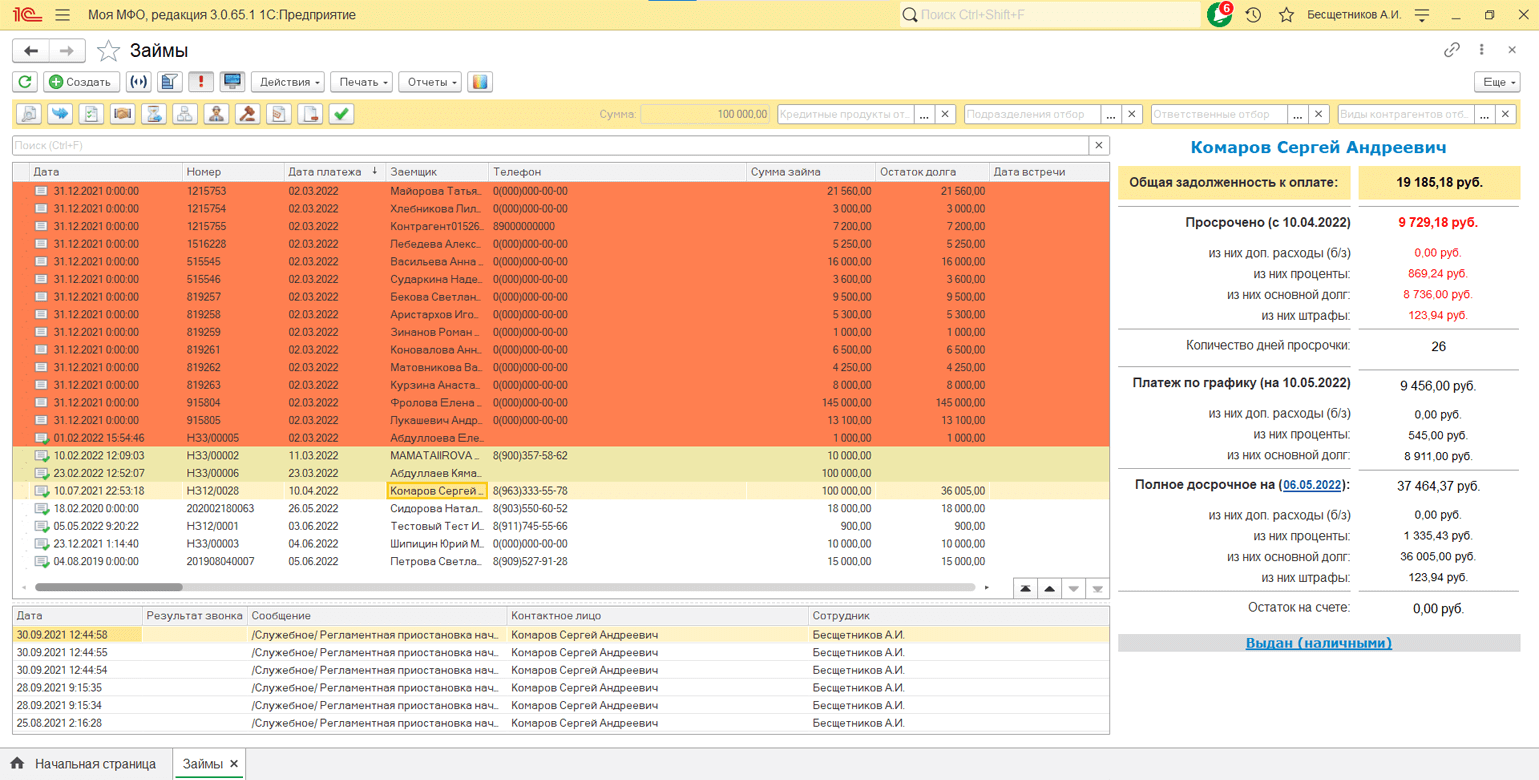 1С Моя МФО, редакция 3.0.65.1 1С:Предприятие Поиск Ctrl+Shift+F 6 Бесщетников А.И.
Займы
Создать Действия Печать Отчеты Еще
Сумма: 100 000,00 Кредитные продукты от... ... Подразделения отбор ... Ответственные отбор ... Виды контрагентов отб... ...
Поиск (Ctrl+F)
Дата Номер Дата платежа ↓ Заемщик Телефон Сумма займа Остаток долга Дата встречи
31.12.2021 0:00:00 1215753 02.03.2022 Майорова Татья... 0(000)000-00-00 21 560,00 21 560,00
31.12.2021 0:00:00 1215754 02.03.2022 Хлебникова Лил... 0(000)000-00-00 3 000,00 3 000,00
31.12.2021 0:00:00 1215755 02.03.2022 Контрагент01526... 89000000000 7 200,00 7 200,00
31.12.2021 0:00:00 1516228 02.03.2022 Лебедева Алекс... 0(000)000-00-00 5 250,00 5 250,00
31.12.2021 0:00:00 515545 02.03.2022 Васильева Анна ... 0(000)000-00-00 16 000,00 16 000,00
31.12.2021 0:00:00 515546 02.03.2022 Сударкина Наде... 0(000)000-00-00 3 600,00 3 600,00
31.12.2021 0:00:00 819257 02.03.2022 Бекова Светлан... 0(000)000-00-00 9 500,00 9 500,00
31.12.2021 0:00:00 819258 02.03.2022 Аристархов Иго... 0(000)000-00-00 5 300,00 5 300,00
31.12.2021 0:00:00 819259 02.03.2022 Зинанов Роман ... 0(000)000-00-00 1 000,00 1 000,00
31.12.2021 0:00:00 819261 02.03.2022 Коновалова Анн... 0(000)000-00-00 6 500,00 6 500,00
31.12.2021 0:00:00 819262 02.03.2022 Матовникова Ва... 0(000)000-00-00 4 250,00 4 250,00
31.12.2021 0:00:00 819263 02.03.2022 Курзина Анаста... 0(000)000-00-00 8 000,00 8 000,00
31.12.2021 0:00:00 915804 02.03.2022 Фролова Елена ... 0(000)000-00-00 145 000,00 145 000,00
31.12.2021 0:00:00 915805 02.03.2022 Лукашевич Андр... 0(000)000-00-00 13 100,00 13 100,00
01.02.2022 15:54:46 НЗЗ/00005 02.03.2022 Абдуллоева Еле... 1 000,00 1 000,00
10.02.2022 12:09:03 НЗЗ/00002 11.03.2022 MAMATAIIROVA ... 8(900)357-58-62 10 000,00
23.02.2022 12:52:07 НЗЗ/00006 23.03.2022 Абдуллаев Кяма... 100 000,00
10.07.2021 22:53:18 НЗ12/0028 10.04.2022 Комаров Сергей ... 8(963)333-55-78 100 000,00 36 005,00
18.02.2020 0:00:00 202002180063 26.05.2022 Сидорова Натал... 8(903)550-60-52 18 000,00 18 000,00
05.05.2022 9:20:22 НЗ12/0001 03.06.2022 Тестовый Тест И... 8(911)745-55-66 900,00 900,00
23.12.2021 1:14:40 НЗЗ/00003 04.06.2022 Шипицин Юрий М... 0(000)000-00-00 10 000,00 10 000,00
04.08.2019 0:00:00 201908040007 05.06.2022 Петрова Светла... 8(909)527-91-28 15 000,00 15 000,00
Дата Результат звонка Сообщение Контактное лицо Сотрудник
30.09.2021 12:44:58 /Служебное/ Регламентная приостановка нач... Комаров Сергей Андреевич Бесщетников А.И.
30.09.2021 12:44:55 /Служебное/ Регламентная приостановка нач... Комаров Сергей Андреевич Бесщетников А.И.
30.09.2021 12:44:54 /Служебное/ Регламентная приостановка нач... Комаров Сергей Андреевич Бесщетников А.И.
28.09.2021 9:15:35 /Служебное/ Регламентная приостановка нач... Комаров Сергей Андреевич Бесщетников А.И.
28.09.2021 9:15:34 /Служебное/ Регламентная приостановка нач... Комаров Сергей Андреевич Бесщетников А.И.
25.08.2021 2:16:28 /Служебное/ Регламентная приостановка нач... Комаров Сергей Андреевич Бесщетников А.И.
Комаров Сергей Андреевич
Общая задолженность к оплате: 19 185,18 руб.
Просрочено (с 10.04.2022) 9 729,18 руб.
из них доп. расходы (б/з) 0,00 руб.
из них проценты: 869,24 руб.
из них основной долг: 8 736,00 руб.
из них штрафы: 123,94 руб.
Количество дней просрочки: 26
Платеж по графику (на 10.05.2022) 9 456,00 руб.
из них доп. расходы (б/з) 0,00 руб.
из них проценты: 545,00 руб.
из них основной долг: 8 911,00 руб.
Полное досрочное на (06.05.2022): 37 464,37 руб.
из них доп. расходы (б/з) 0,00 руб.
из них проценты: 1 335,43 руб.
из них основной долг: 36 005,00 руб.
из них штрафы: 123,94 руб.
Остаток на счете: 0,00 руб.
Выдан (наличными)
Начальная страница Займы